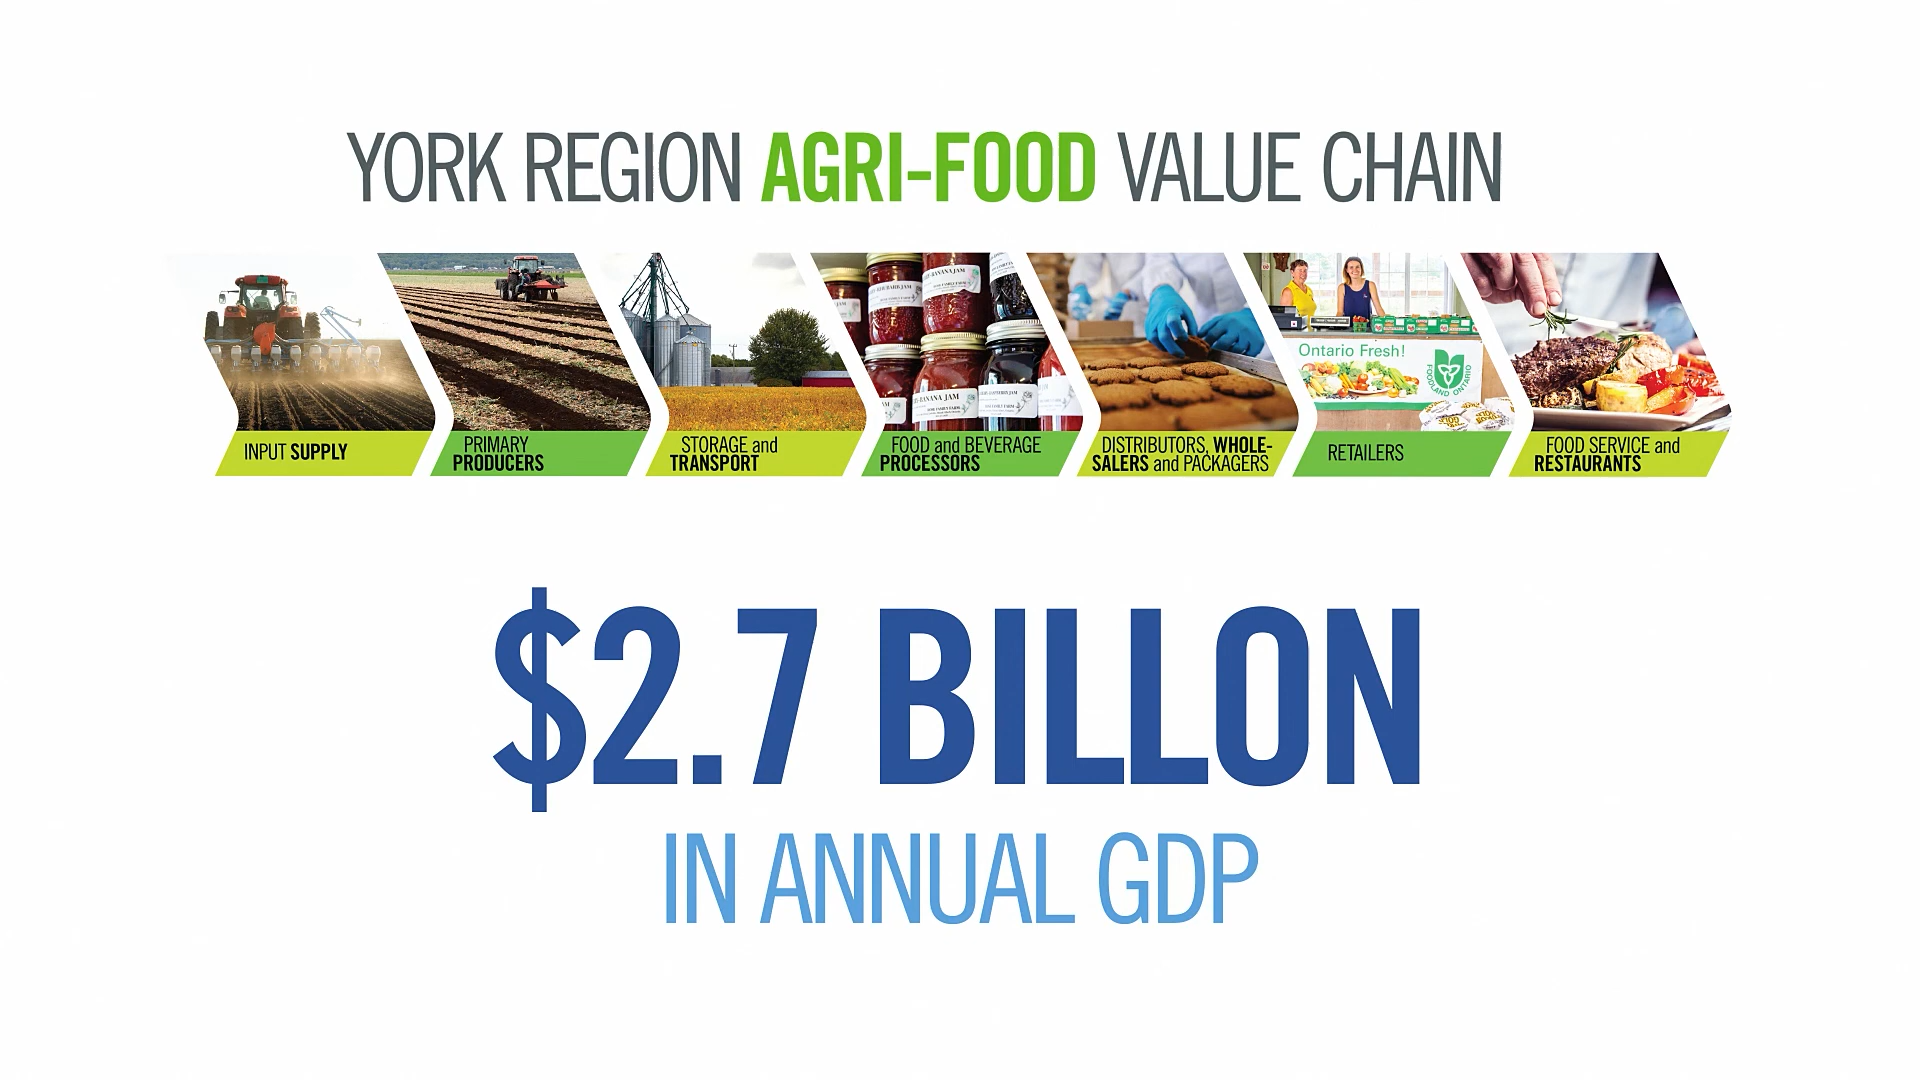 YORK REGION AGRI-FOOD VALUE CHAIN
Ontario Fresh!
FOODLAND ONTARIO
INPUT SUPPLY
PRIMARY
PRODUCERS
STORAGE and
TRANSPORT
FOOD and BEVERAGE
PROCESSORS
DISTRIBUTORS, WHOLE-
SALERS and PACKAGERS
RETAILERS
FOOD SERVICE and
RESTAURANTS
$2.7 BILLON
IN ANNUAL GDP